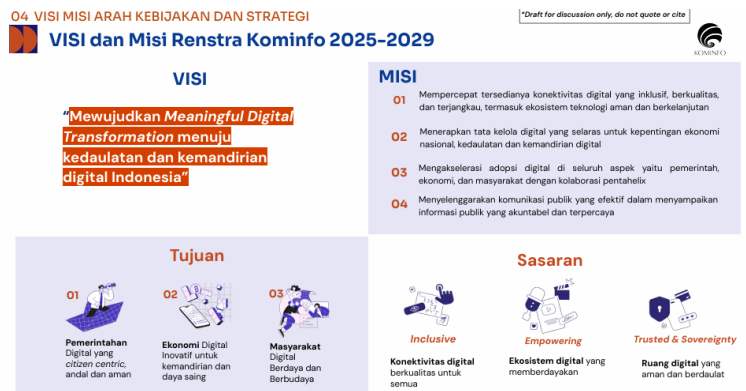 04 VISI MISI ARAH KEBIJAKAN DAN STRATEGI
*Draft for discussion only, do not quote or cite
VISI dan Misi Renstra Kominfo 2025-2029
KOMINFO
VISI
“Mewujudkan Meaningful Digital
Transformation menuju
kedaulatan dan kemandirian
digital Indonesia”
MISI
01 Mempercepat tersedianya konektivitas digital yang inklusif, berkualitas,
dan terjangkau, termasuk ekosistem teknologi aman dan berkelanjutan
02 Menerapkan tata kelola digital yang selaras untuk kepentingan ekonomi
nasional, kedaulatan dan kemandirian digital
03 Mengakselerasi adopsi digital di seluruh aspek yaitu pemerintah,
ekonomi, dan masyarakat dengan kolaborasi pentahelix
04 Menyelenggarakan komunikasi publik yang efektif dalam menyampaikan
informasi publik yang akuntabel dan terpercaya
Tujuan
01
Pemerintahan
Digital yang
citizen centric,
andal dan aman
02
Ekonomi Digital
Inovatif untuk
kemandirian dan
daya saing
03
Masyarakat
Digital
Berdaya dan
Berbudaya
Sasaran
Inclusive
Konektivitas digital
berkualitas untuk
semua
Empowering
Ekosistem digital yang
memberdayakan
Trusted & Sovereignty
Ruang digital yang
aman dan berdaulat